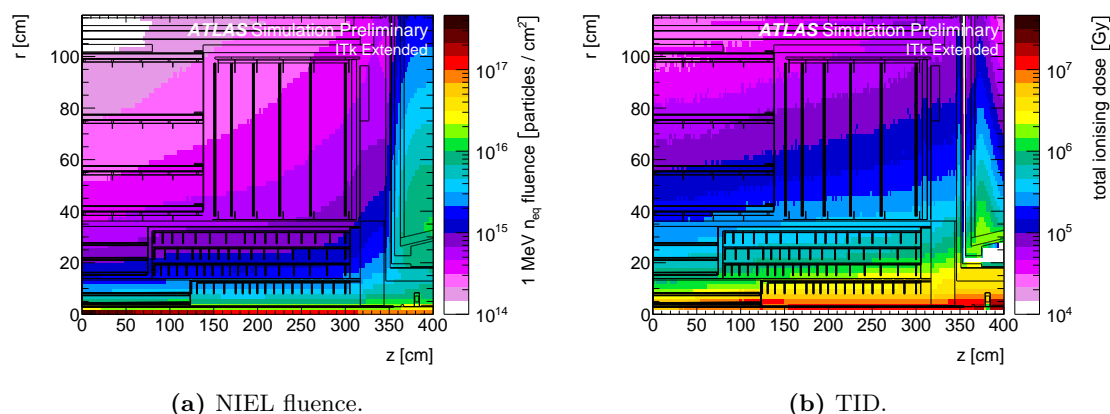 ATLAS Simulation Preliminary
ITk Extended
r [cm]
100
80
60
40
20
0
0 50 100 150 200 250 300 350 400
z [cm]
10^17
10^16
10^15
10^14
1 MeV n_eq fluence [particles / cm^2]
(a) NIEL fluence.
ATLAS Simulation Preliminary
ITk Extended
r [cm]
100
80
60
40
20
0
0 50 100 150 200 250 300 350 400
z [cm]
10^7
10^6
10^5
10^4
total ionising dose [Gy]
(b) TID.